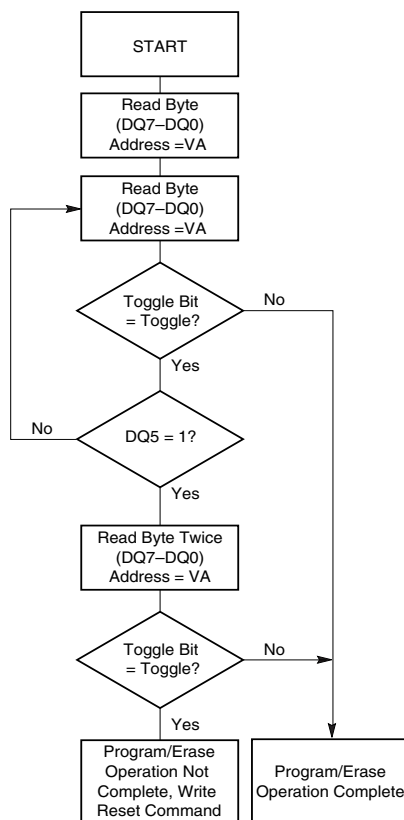 START
Read Byte
(DQ7–DQ0)
Address =VA
Read Byte
(DQ7–DQ0)
Address =VA
Toggle Bit
= Toggle?
No
Yes
No
DQ5 = 1?
Yes
Read Byte Twice
(DQ7–DQ0)
Address = VA
Toggle Bit
= Toggle?
No
Yes
Program/Erase
Operation Not
Complete, Write
Reset Command
Program/Erase
Operation Complete